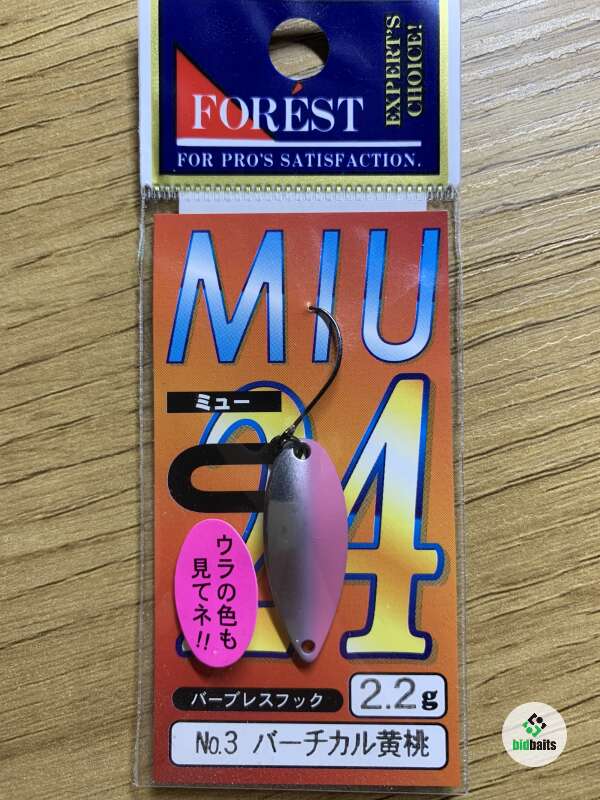 FORÉST
EXPERT'S
CHOICE!
FOR PRO'S SATISFACTION.
MIU
ミュー
24
ウラの色も
見てネ!!
バーブレスフック
2.2g
No.3 バーチカル黄桃
bidbaits